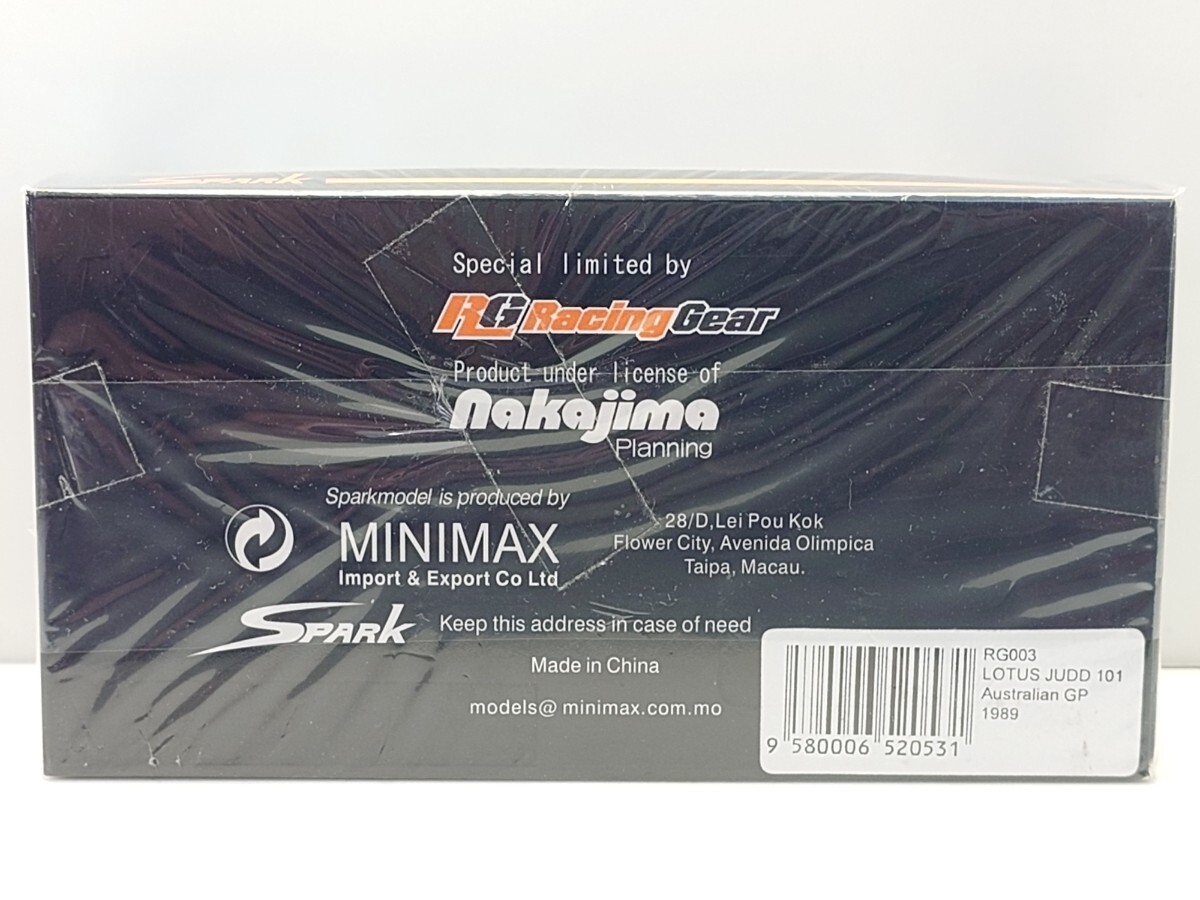 SPARK
Special limited by
RG RacingGear
Product under license of
nakajima
Planning
Sparkmodel is produced by
MINIMAX
Import & Export Co Ltd
28/D,Lei Pou Kok
Flower City, Avenida Olimpica
Taipa, Macau.
SPARK
Keep this address in case of need
Made in China
models@ minimax.com.mo
RG003
LOTUS JUDD 101
Australian GP
1989
9 580006 520531